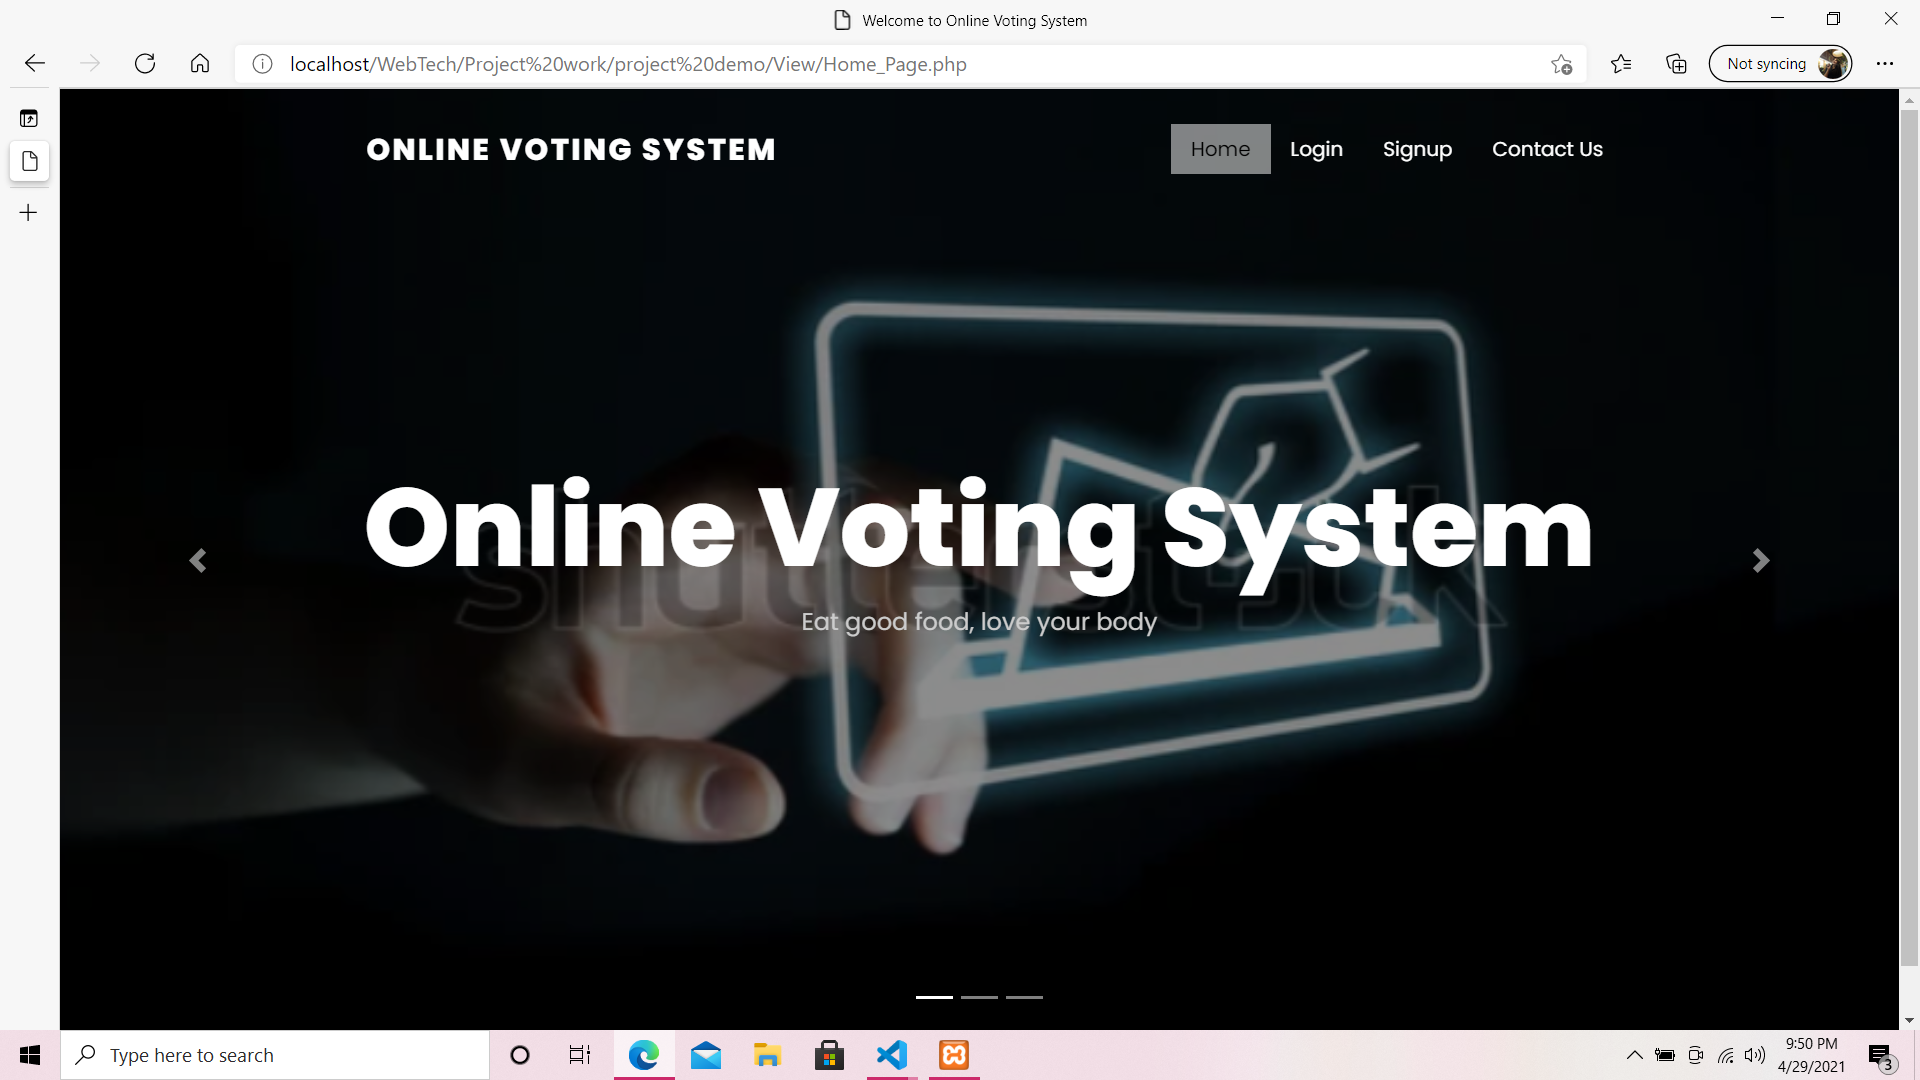 Welcome to Online Voting System
localhost/WebTech/Project%20work/project%20demo/View/Home_Page.php
Not syncing
ONLINE VOTING SYSTEM
Home
Login
Signup
Contact Us
Online Voting System
shutterstock
Eat good food, love your body
Type here to search
9:50 PM
4/29/2021
3